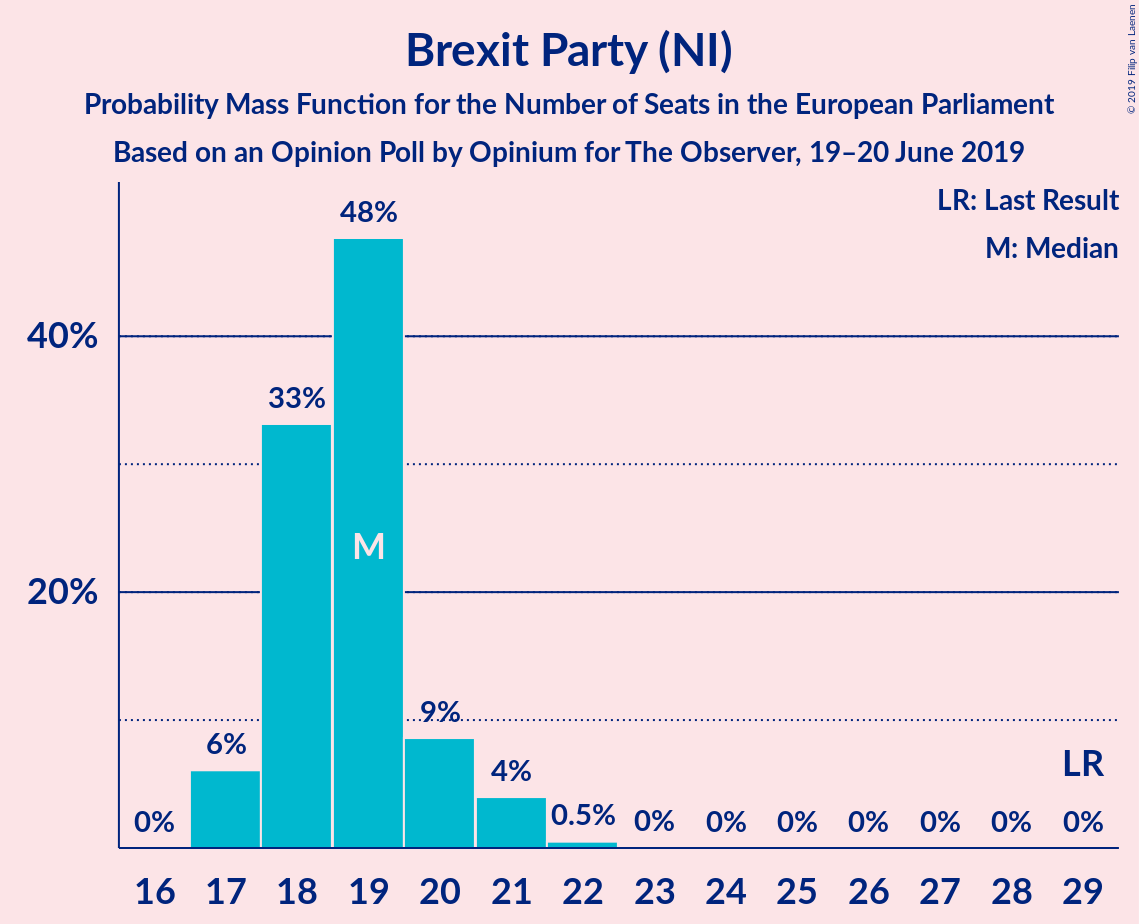 Brexit Party (NI)
Probability Mass Function for the Number of Seats in the European Parliament
Based on an Opinion Poll by Opinium for The Observer, 19–20 June 2019
© 2019 Filip van Laenen
LR: Last Result
M: Median
48%
40%
33%
M
20%
9%
6%
4%
LR
0%
0.5%
0%
0%
0%
0%
0%
0%
0%
16 17 18 19 20 21 22 23 24 25 26 27 28 29